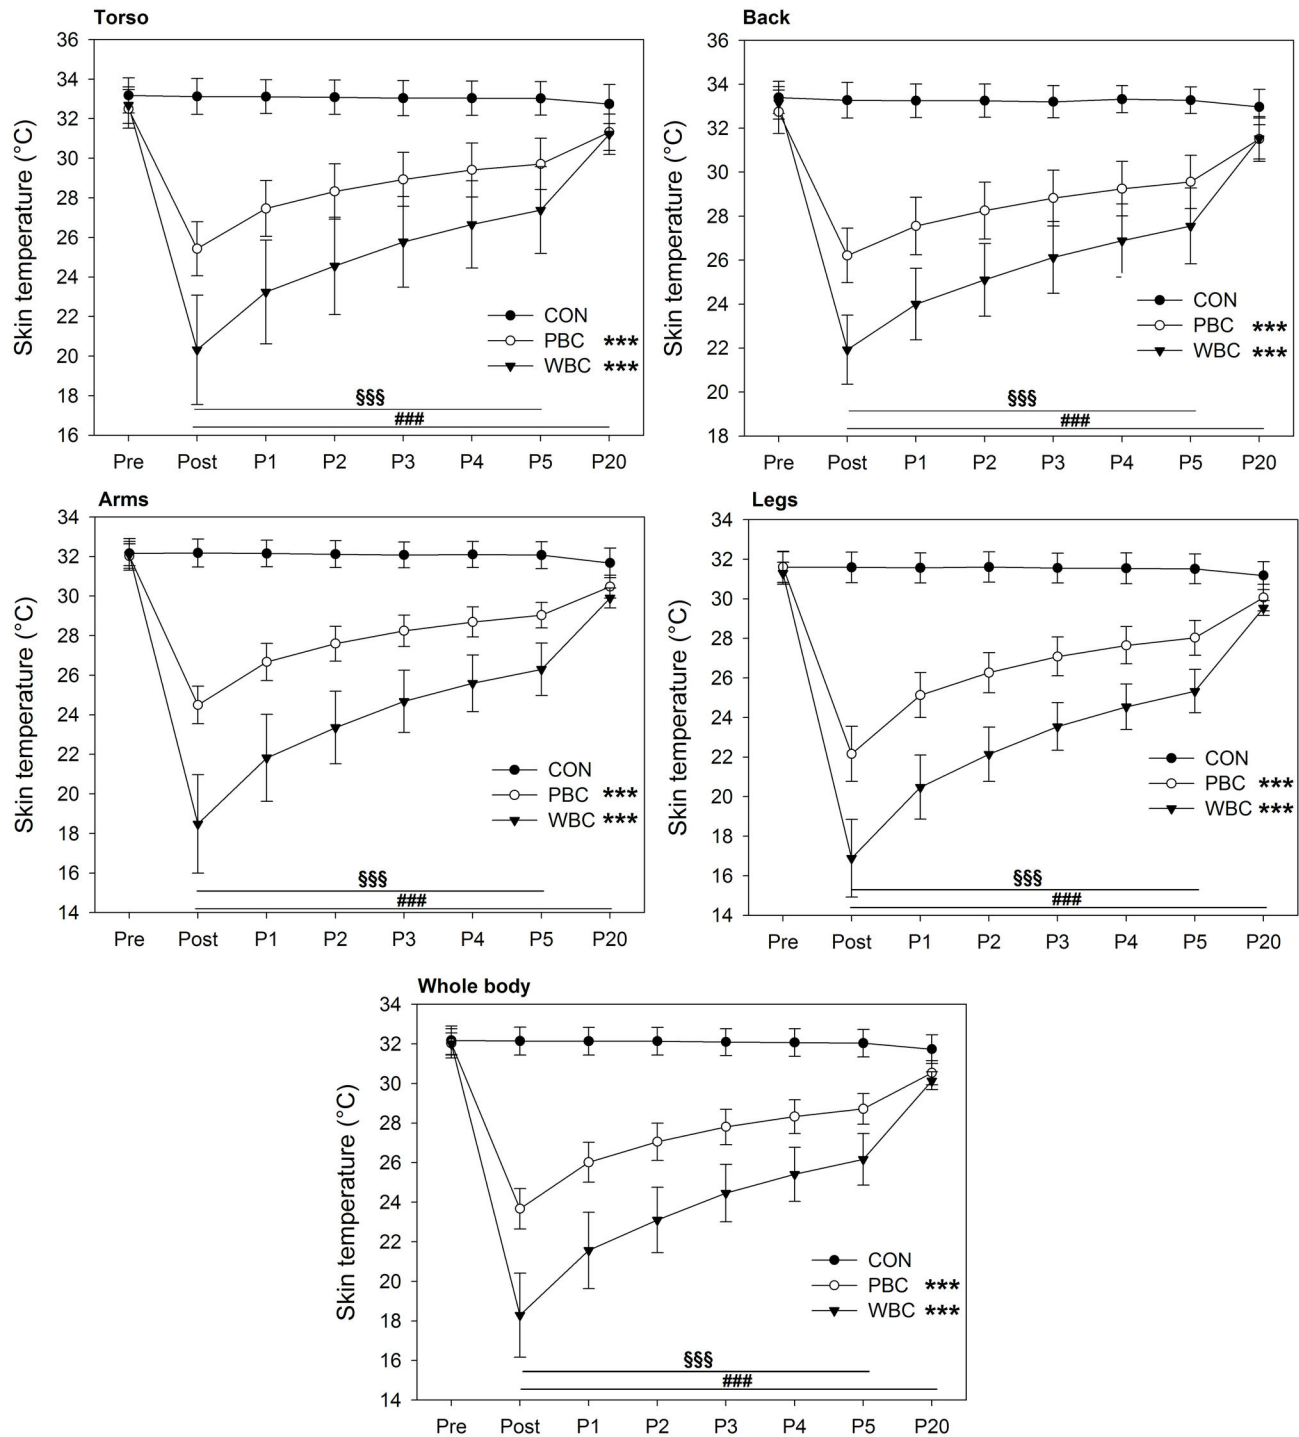 Torso
Skin temperature (°C)
36
34
32
30
28
26
24
22
20
18
16
CON
PBC ***
WBC ***
§§§
###
Pre Post P1 P2 P3 P4 P5 P20
Back
Skin temperature (°C)
36
34
32
30
28
26
24
22
20
18
CON
PBC ***
WBC ***
§§§
###
Pre Post P1 P2 P3 P4 P5 P20
Arms
Skin temperature (°C)
34
32
30
28
26
24
22
20
18
16
14
CON
PBC ***
WBC ***
§§§
###
Pre Post P1 P2 P3 P4 P5 P20
Legs
Skin temperature (°C)
34
32
30
28
26
24
22
20
18
16
14
CON
PBC ***
WBC ***
§§§
###
Pre Post P1 P2 P3 P4 P5 P20
Whole body
Skin temperature (°C)
34
32
30
28
26
24
22
20
18
16
14
CON
PBC ***
WBC ***
§§§
###
Pre Post P1 P2 P3 P4 P5 P20